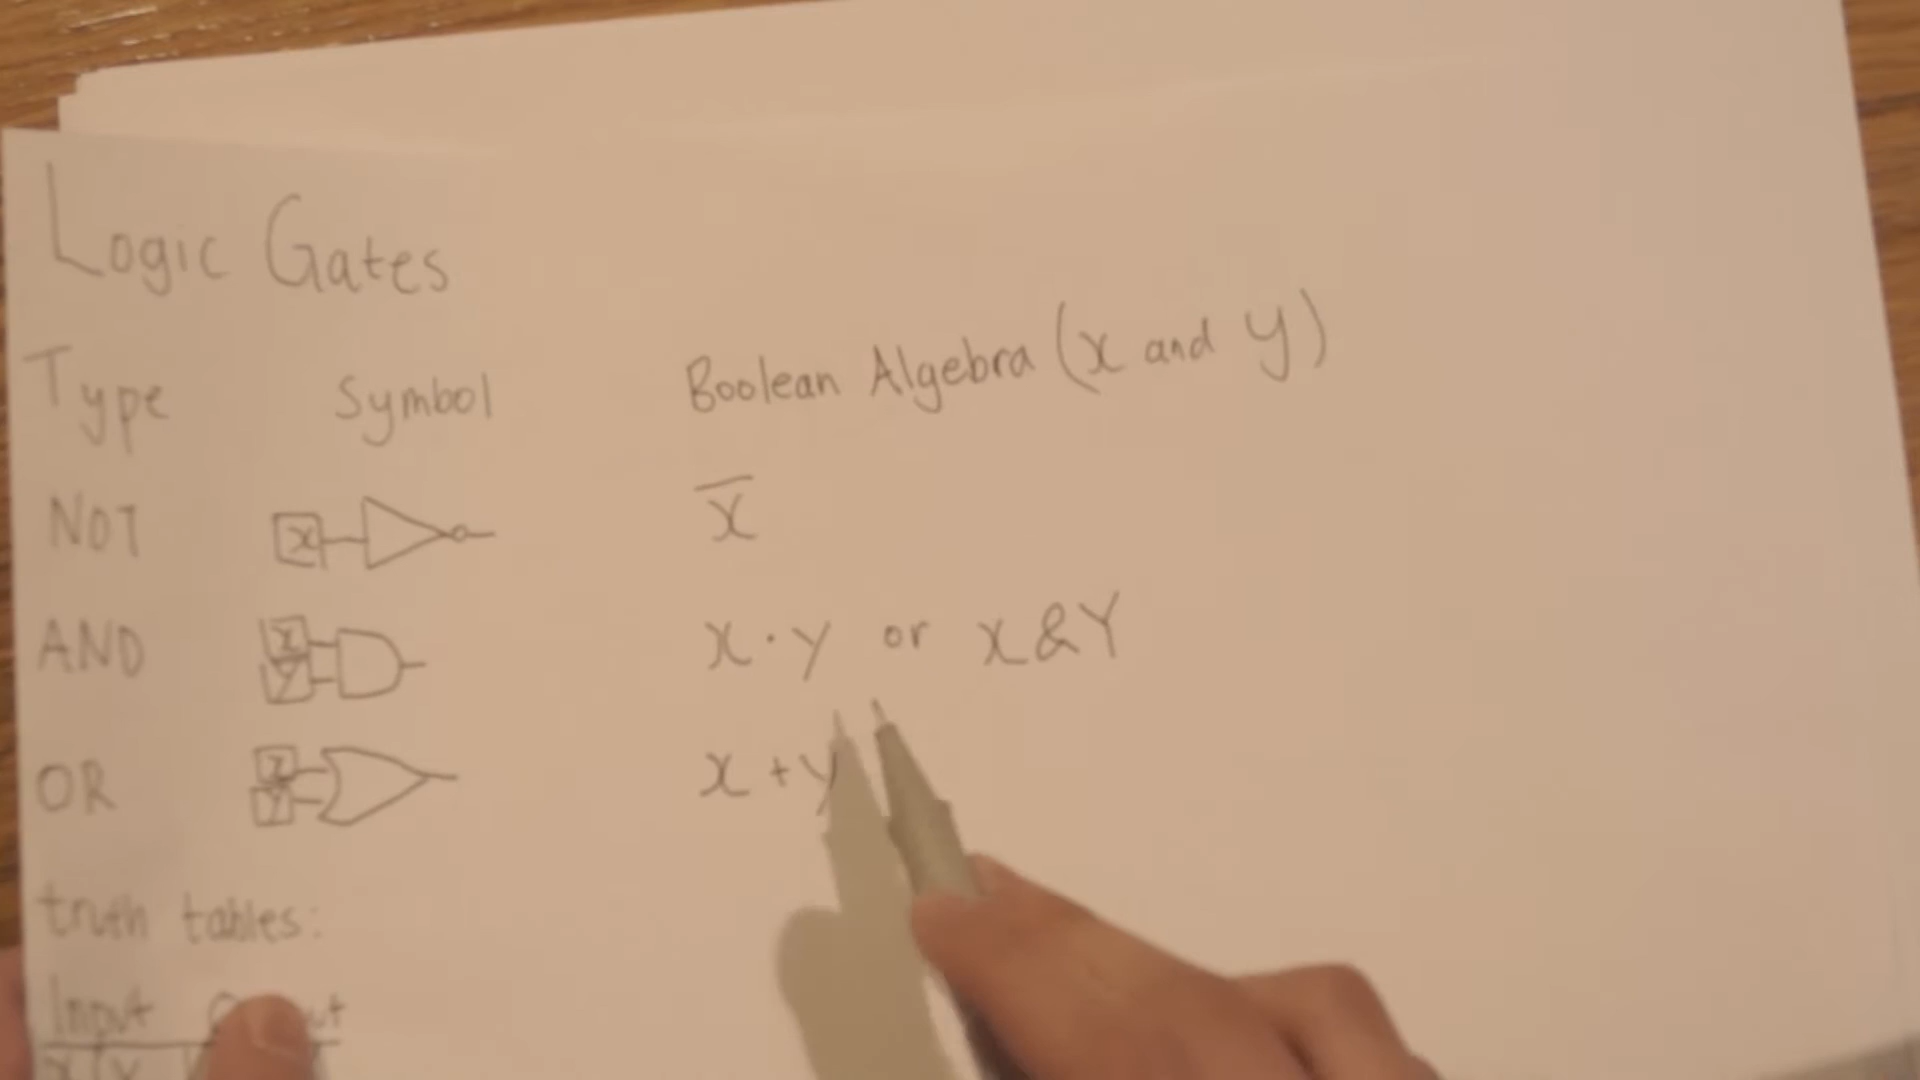 Logic Gates
Type Symbol Boolean Algebra (x and y)
NOT x x̅
AND x y x · y or x & Y
OR x y x + y
truth tables:
Input
x y